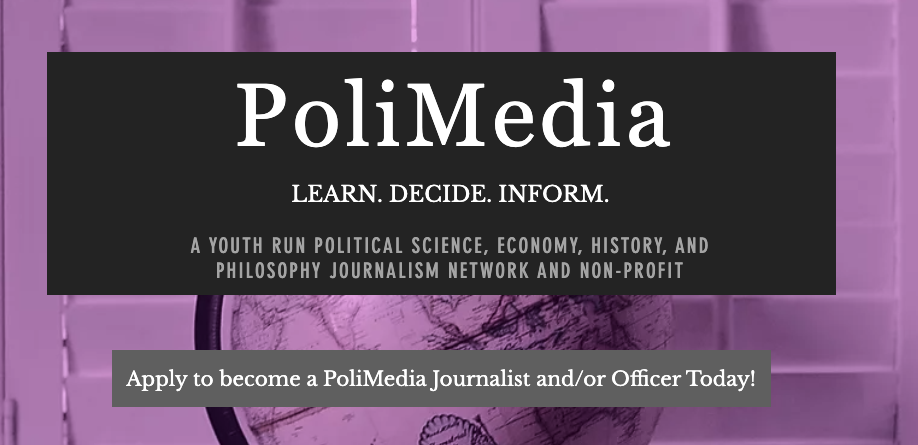 PoliMedia
LEARN. DECIDE. INFORM.
A YOUTH RUN POLITICAL SCIENCE, ECONOMY, HISTORY, AND
PHILOSOPHY JOURNALISM NETWORK AND NON-PROFIT
Apply to become a PoliMedia Journalist and/or Officer Today!